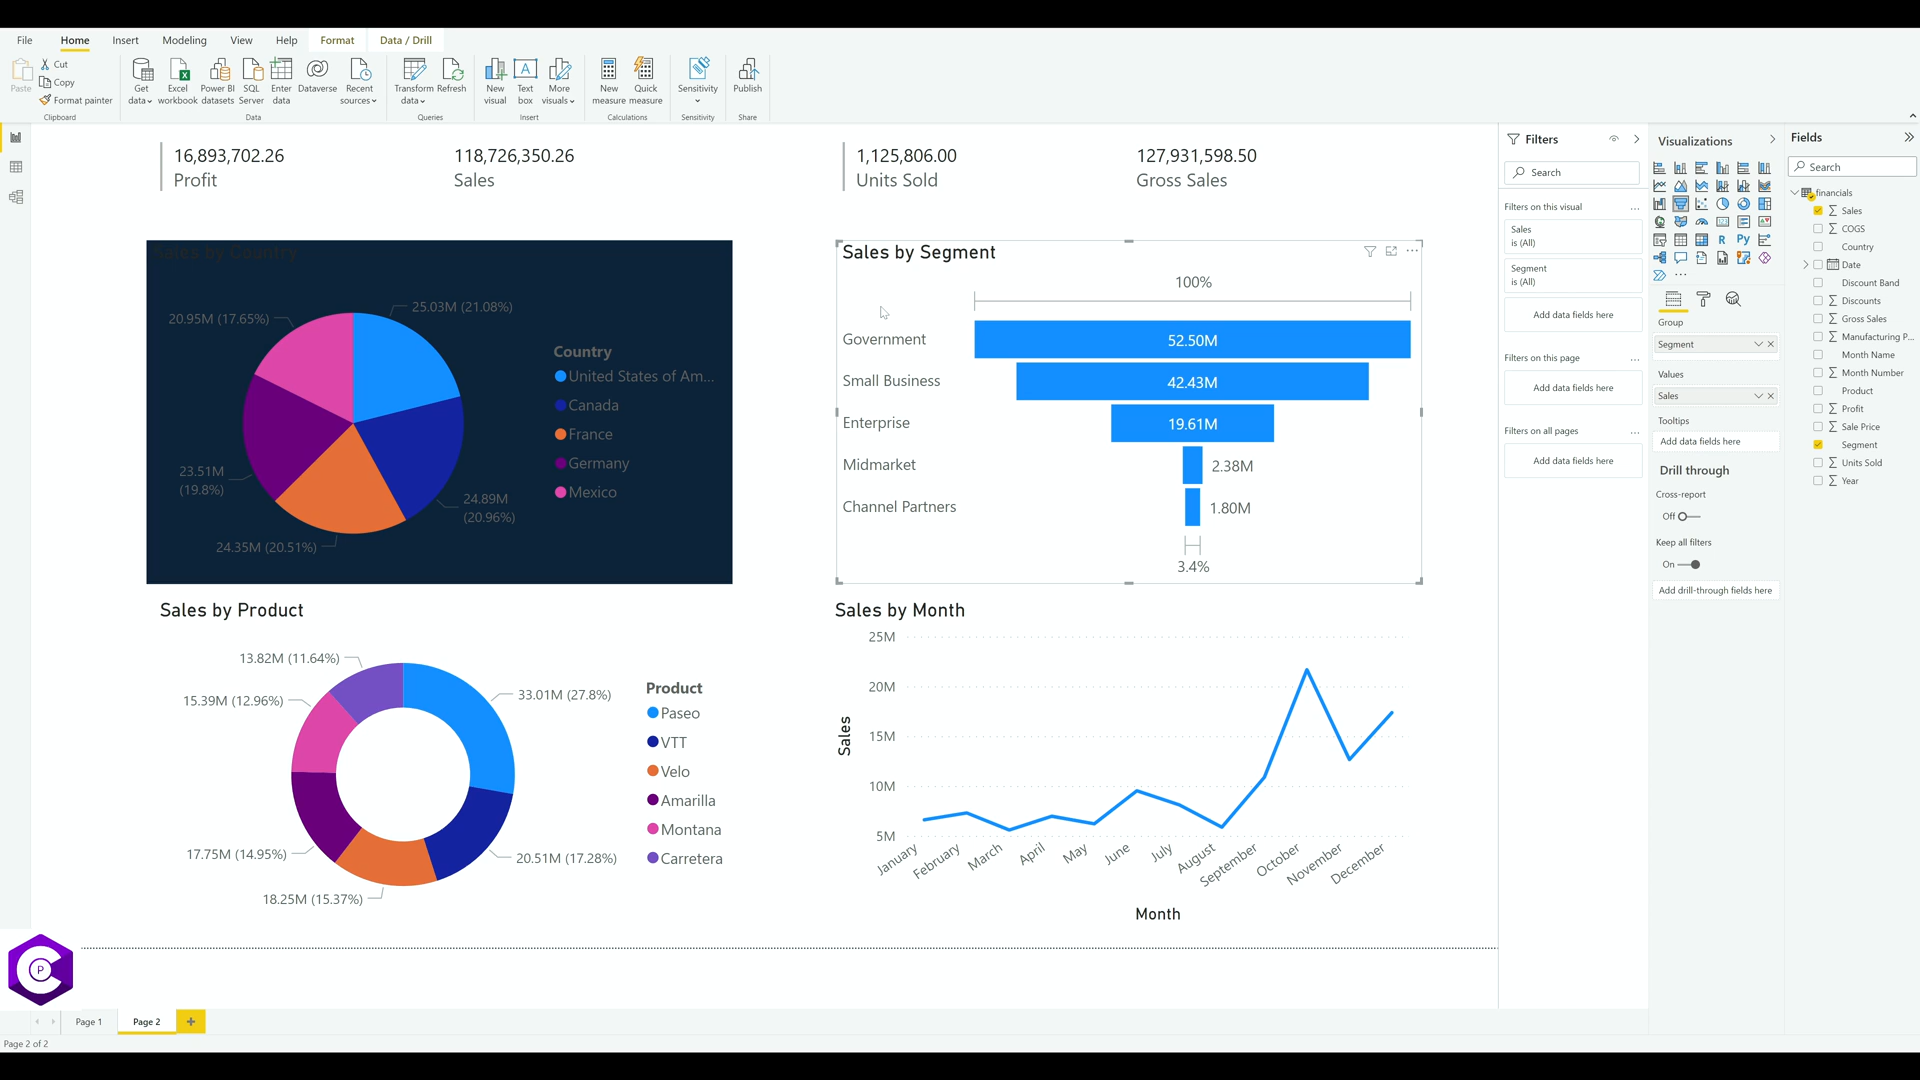 File Home Insert Modeling View Help Format Data / Drill
Paste
Cut
Copy
Format painter
Clipboard
Get data
Excel workbook
Power BI datasets
SQL Server
Enter data
Dataverse
Recent sources
Data
Transform data
Refresh
Queries
New visual
Text box
More visuals
Insert
New measure
Quick measure
Calculations
Sensitivity
Sensitivity
Publish
Share
16,893,702.26
Profit
118,726,350.26
Sales
1,125,806.00
Units Sold
127,931,598.50
Gross Sales
Sales by Country
25.03M (21.08%)
20.95M (17.65%)
23.51M
(19.8%)
24.89M
(20.96%)
24.35M (20.51%)
Country
United States of Am...
Canada
France
Germany
Mexico
Sales by Segment
100%
Government 52.50M
Small Business 42.43M
Enterprise 19.61M
Midmarket 2.38M
Channel Partners 1.80M
3.4%
Sales by Product
13.82M (11.64%)
15.39M (12.96%)
33.01M (27.8%)
17.75M (14.95%)
20.51M (17.28%)
18.25M (15.37%)
Product
Paseo
VTT
Velo
Amarilla
Montana
Carretera
Sales by Month
25M
20M
15M
10M
5M
Sales
January February March April May June July August September October November December
Month
Filters
Search
Filters on this visual ...
Sales
is (All)
Segment
is (All)
Add data fields here
Filters on this page ...
Add data fields here
Filters on all pages ...
Add data fields here
Visualizations
R Py
...
Group
Segment
Values
Sales
Tooltips
Add data fields here
Drill through
Cross-report
Off
Keep all filters
On
Add drill-through fields here
Fields
Search
financials
Sales
COGS
Country
Date
Discount Band
Discounts
Gross Sales
Manufacturing P...
Month Name
Month Number
Product
Profit
Sale Price
Segment
Units Sold
Year
P
Page 1 Page 2 +
Page 2 of 2